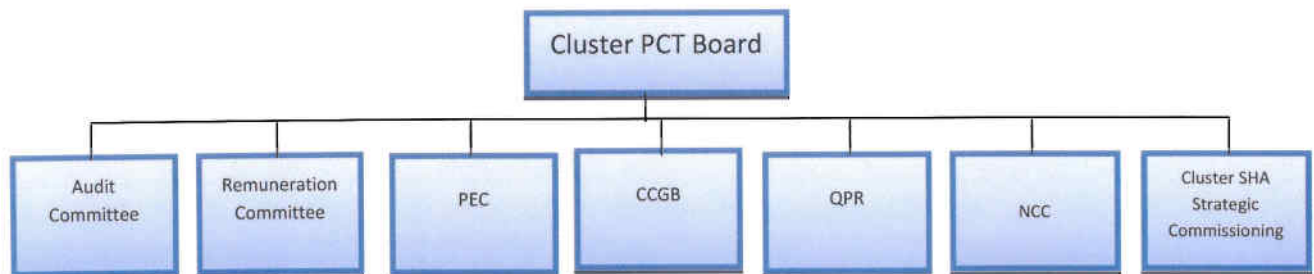 Cluster PCT Board
Audit
Committee
Remuneration
Committee
PEC
CCGB
QPR
NCC
Cluster SHA
Strategic
Commissioning